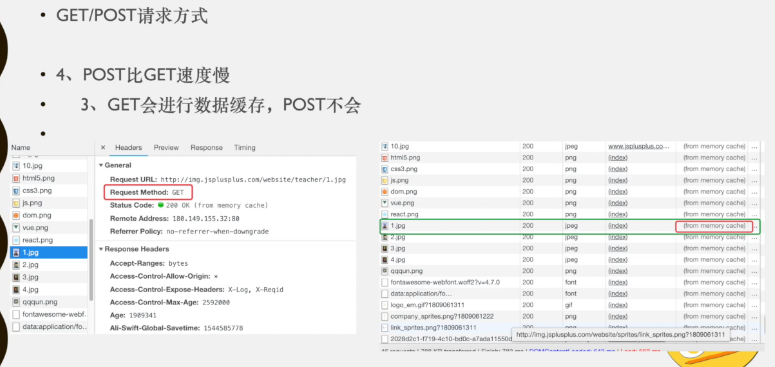 • GET/POST请求方式
• 4、POST比GET速度慢
• 3、GET会进行数据缓存，POST不会
•
Name
10.jpg
html5.png
css3.png
js.png
dom.png
vue.png
react.png
1.jpg
2.jpg
3.jpg
4.jpg
qqqun.png
fontawesome-webf...
data:application/fo...
× Headers Preview Response Timing
▼ General
Request URL: http://img.jsplusplus.com/website/teacher/1.jpg
Request Method: GET
Status Code: 200 OK (from memory cache)
Remote Address: 180.149.155.32:80
Referrer Policy: no-referrer-when-downgrade
▼ Response Headers
Accept-Ranges: bytes
Access-Control-Allow-Origin: *
Access-Control-Expose-Headers: X-Log, X-Reqid
Access-Control-Max-Age: 2592000
Age: 1909341
Ali-Swift-Global-Savetime: 1544585778
10.jpg 200 jpeg www.jsplusplus.co... (from memory cache) ...
html5.png 200 png (index) (from memory cache) ...
css3.png 200 png (index) (from memory cache) ...
js.png 200 png (index) (from memory cache) ...
dom.png 200 png (index) (from memory cache) ...
vue.png 200 png (index) (from memory cache) ...
react.png 200 png (index) (from memory cache) ...
1.jpg 200 jpeg (index) (from memory cache) ...
2.jpg 200 jpeg (index) (from memory cache) ...
3.jpg 200 jpeg (index) (from memory cache) ...
4.jpg 200 jpeg (index) (from memory cache) ...
qqqun.png 200 png (index) (from memory cache) ...
fontawesome-webfont.woff2?v=4.7.0 200 font (index) (from memory cache) ...
data:application/fo... 200 font (index) (from memory cache) ...
logo_em.gif?1809061311 200 gif (index) (from memory cache) ...
company_sprites.png?1809061222 200 png (index) (from memory cache) ...
link_sprites.png?1809061311 200 png (index) (from memory cache) ...
http://img.jsplusplus.com/website/sprites/link_sprites.png?1809061311